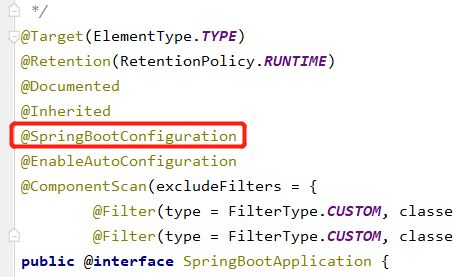 */
@Target(ElementType.TYPE)
@Retention(RetentionPolicy.RUNTIME)
@Documented
@Inherited
@SpringBootConfiguration
@EnableAutoConfiguration
@ComponentScan(excludeFilters = {
@Filter(type = FilterType.CUSTOM, classe
@Filter(type = FilterType.CUSTOM, classe
public @interface SpringBootApplication {